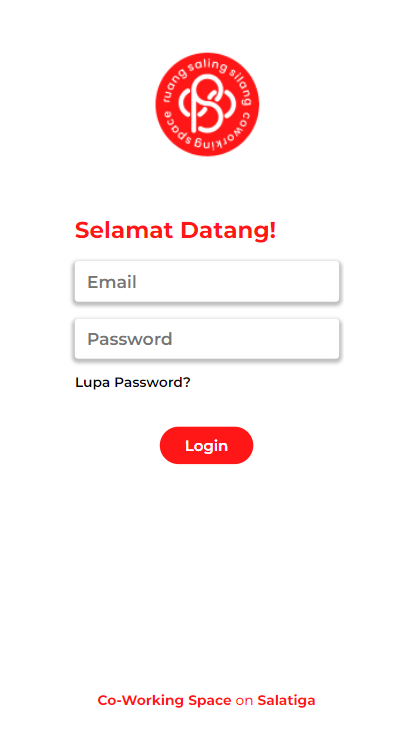 ruang saling silang
coworking space
Selamat Datang!
Email
Password
Lupa Password?
Login
Co-Working Space on Salatiga